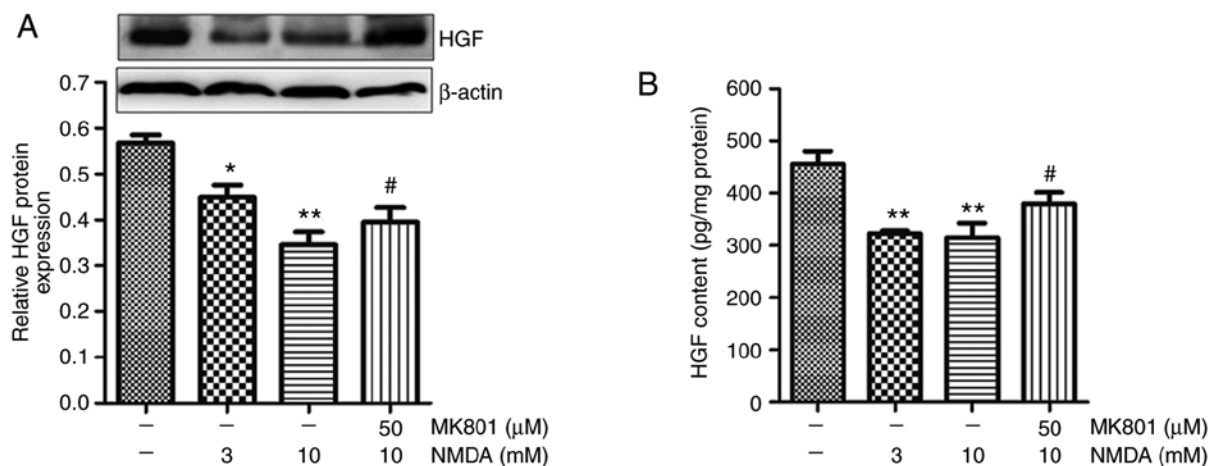 A
HGF
β-actin
0.7
0.6
0.5
0.4
0.3
0.2
0.1
0.0
Relative HGF protein
expression
*
**
#
– – – 50 MK801 (μM)
– 3 10 10 NMDA (mM)
B
600
500
400
300
200
100
0
HGF content (pg/mg protein)
**
**
#
– – – 50 MK801 (μM)
– 3 10 10 NMDA (mM)